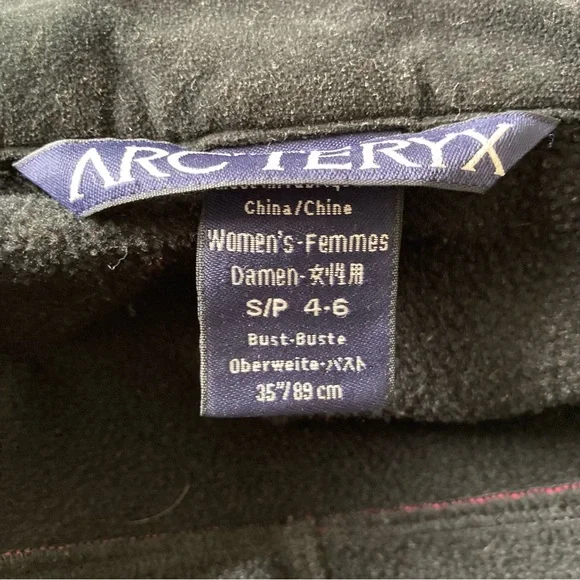 ARC'TERYX
China/Chine
Women's-Femmes
Damen-女性用
S/P 4-6
Bust-Buste
Oberweite-バスト
35"/89 cm